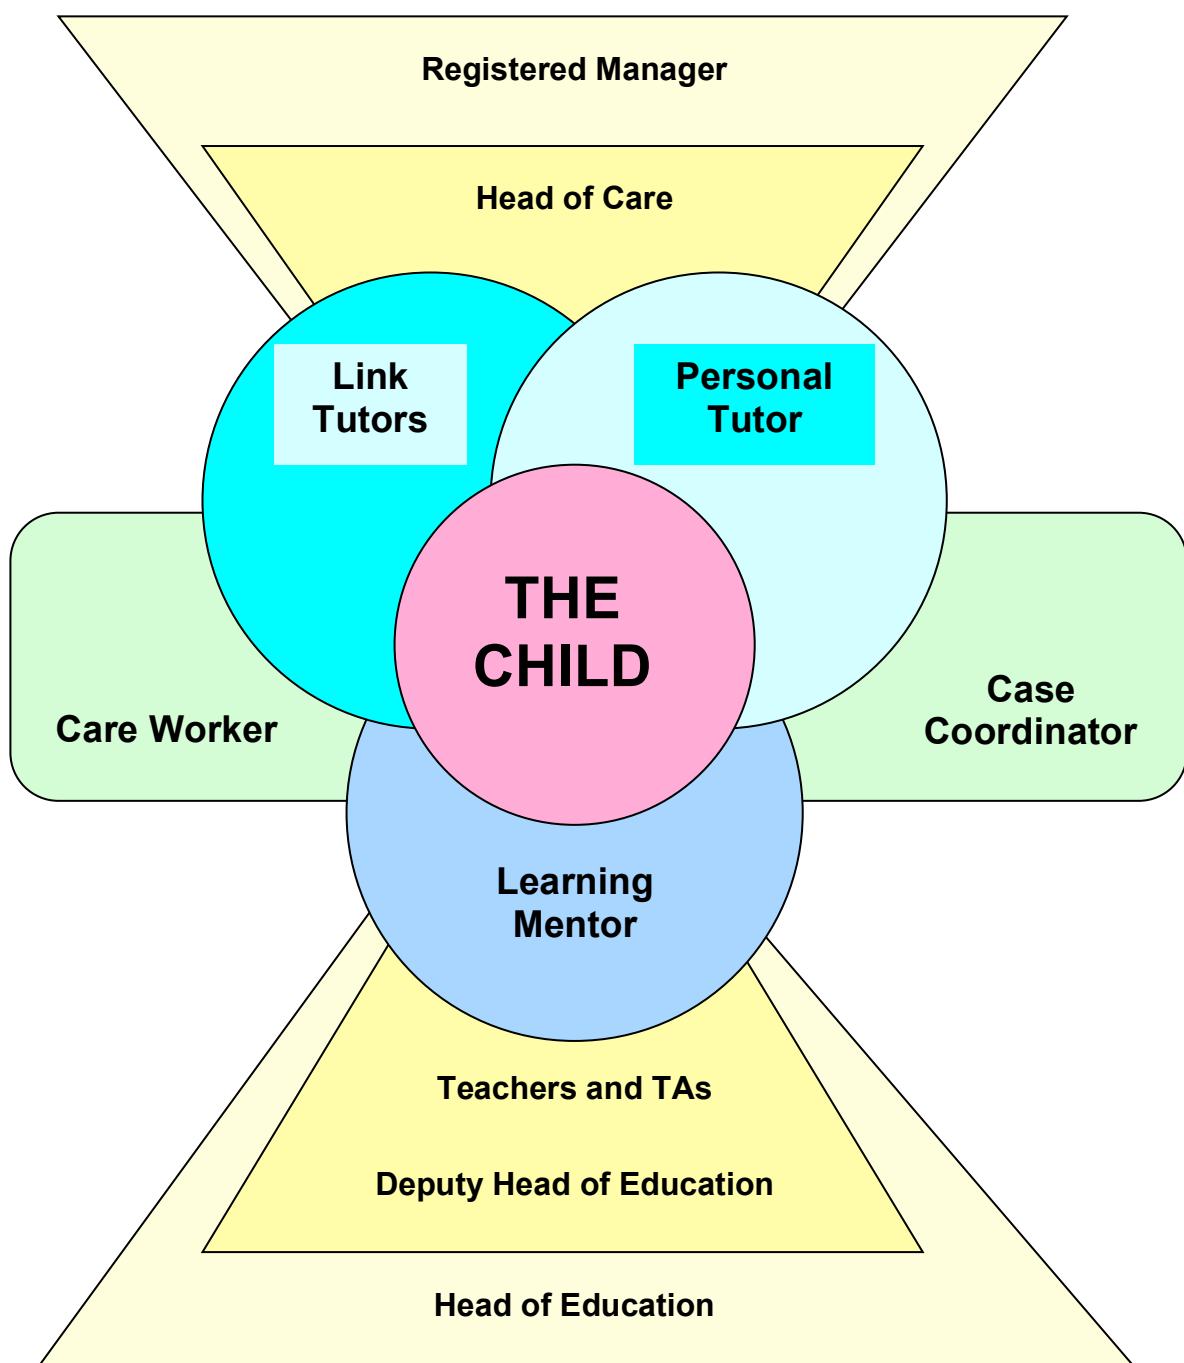 Registered Manager
Head of Care
Link
Tutors
Personal
Tutor
THE
CHILD
Care Worker
Case
Coordinator
Learning
Mentor
Teachers and TAs
Deputy Head of Education
Head of Education